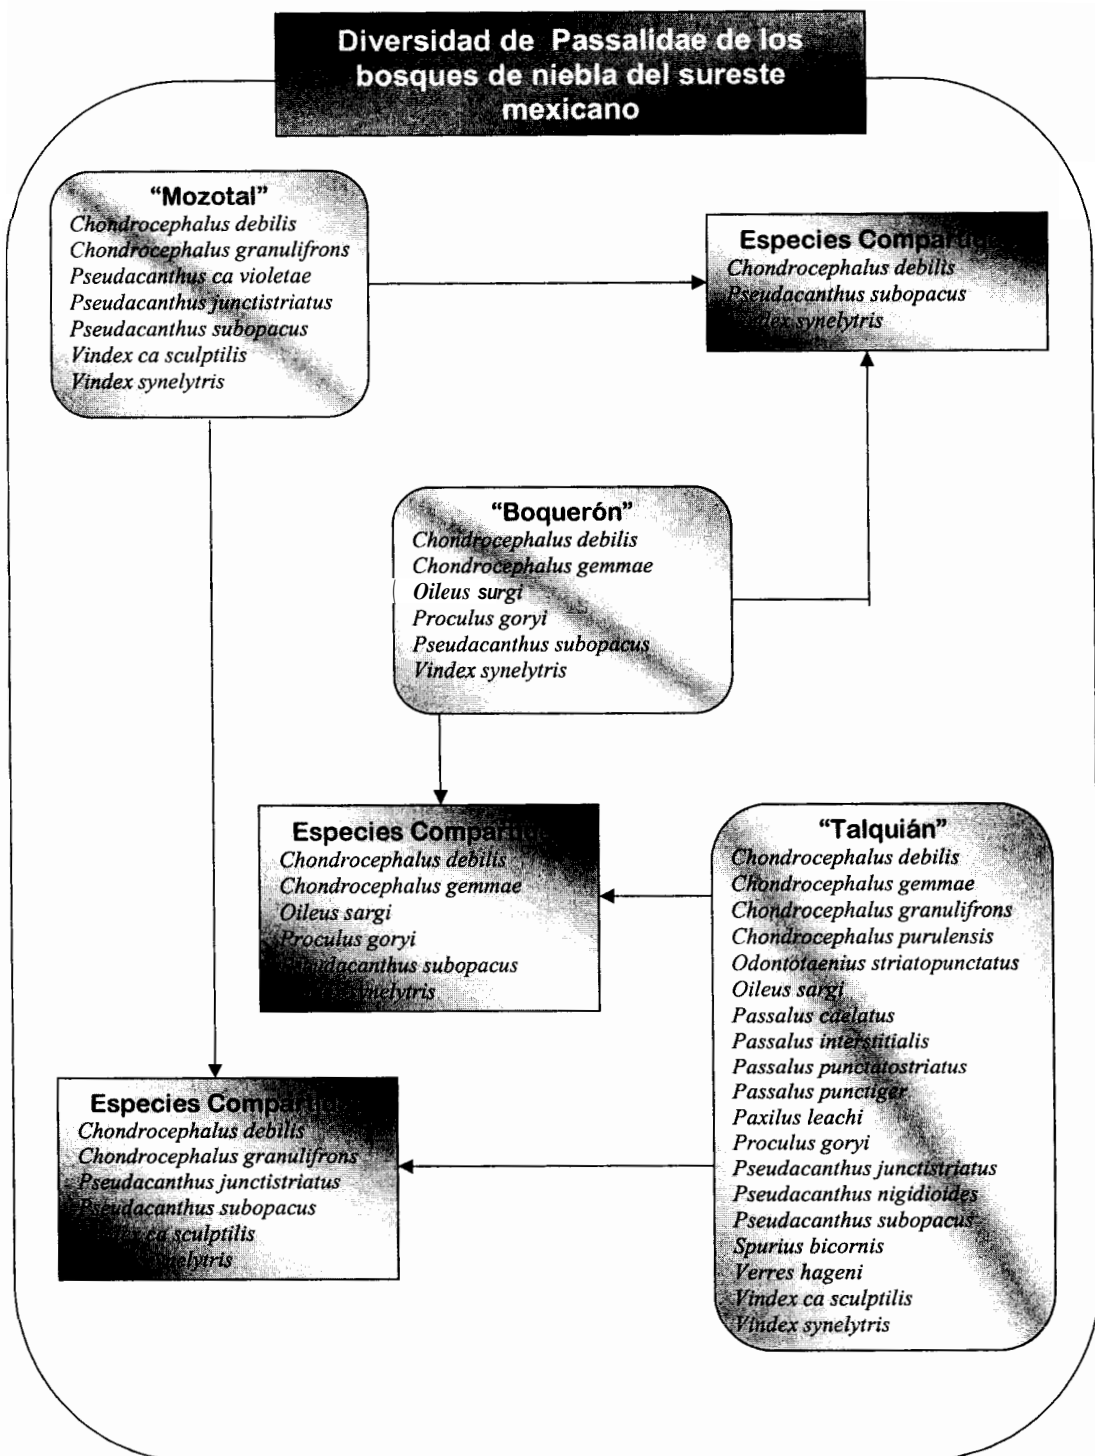 Diversidad de Passalidae de los
bosques de niebla del sureste
mexicano
“Mozotal”
Chondrocephalus debilis
Chondrocephalus granulifrons
Pseudacanthus ca violetae
Pseudacanthus junctistriatus
Pseudacanthus subopacus
Vindex ca sculptilis
Vindex synelytris
Especies
Chondrocephalus debilis
Pseudacanthus subopacus
synelytris
“Boquerón”
Chondrocephalus debilis
Chondrocephalus gemmae
Oileus surgi
Proculus goryi
Pseudacanthus subopacus
Vindex synelytris
Especies
Chondrocephalus debilis
Chondrocephalus gemmae
Oileus sargi
Proculus goryi
subopacus
synelytris
“Talquián”
Chondrocephalus debilis
Chondrocephalus gemmae
Chondrocephalus granulifrons
Chondrocephalus purulensis
Odontotaenius striatopunctatus
Oileus sargi
Passalus caelatus
Passalus interstitialis
Passalus punctatostriatus
Passalus punctiger
Paxilus leachi
Proculus goryi
Pseudacanthus junctistriatus
Pseudacanthus nigidioides
Pseudacanthus subopacus
Spurius bicornis
Verres hageni
Vindex ca sculptilis
Vindex synelytris
Especies
Chondrocephalus debilis
Chondrocephalus granulifrons
Pseudacanthus junctistriatus
Pseudacanthus subopacus
ca sculptilis
synelytris